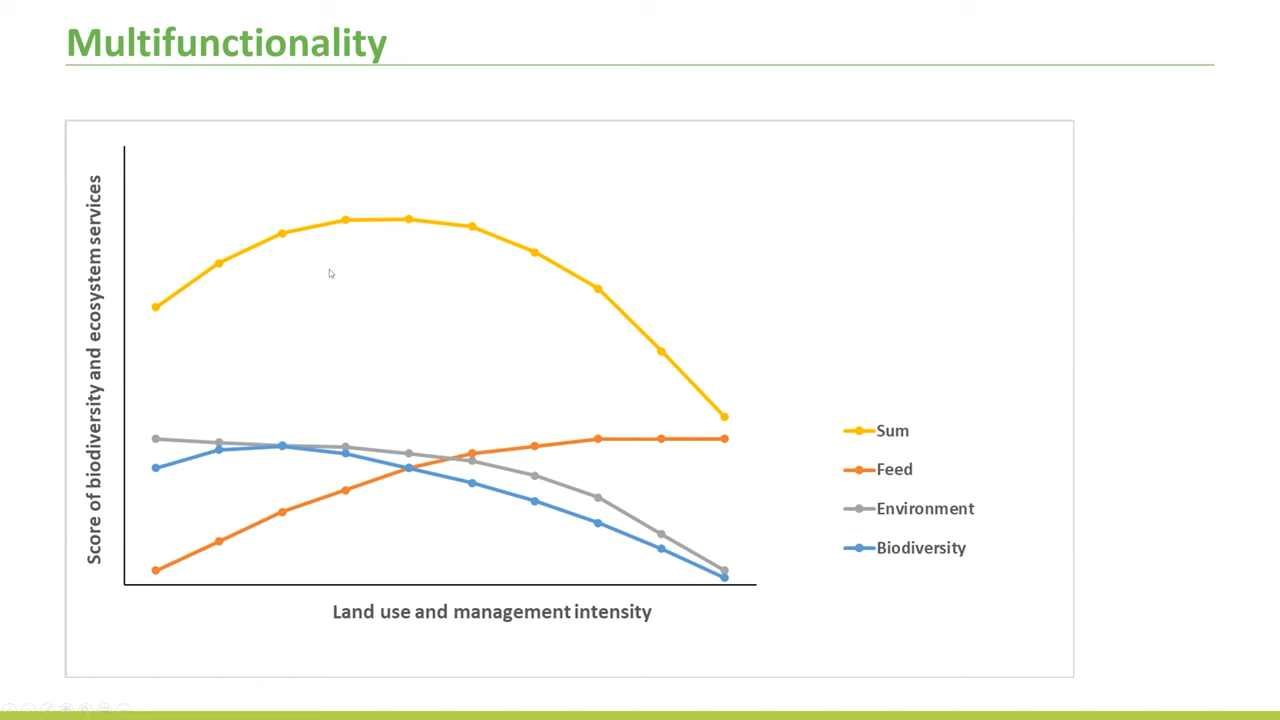 Multifunctionality
Score of biodiversity and ecosystem services
Sum
Feed
Environment
Biodiversity
Land use and management intensity